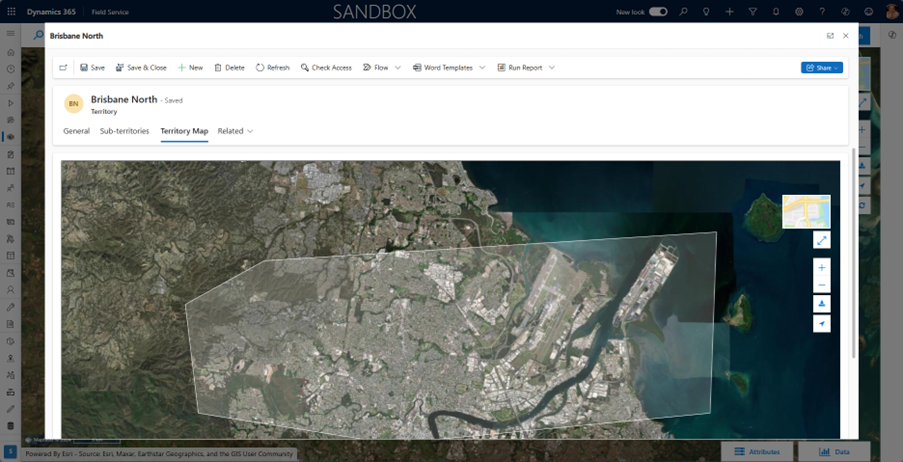 Dynamics 365 Field Service SANDBOX New look
Brisbane North
Save Save & Close New Delete Refresh Check Access Flow Word Templates Run Report Share
BN Brisbane North - Saved
Territory
General Sub-territories Territory Map Related
S Powered By Esri - Source: Esri, Maxar, Earthstar Geographics, and the GIS User Community
Attributes Data